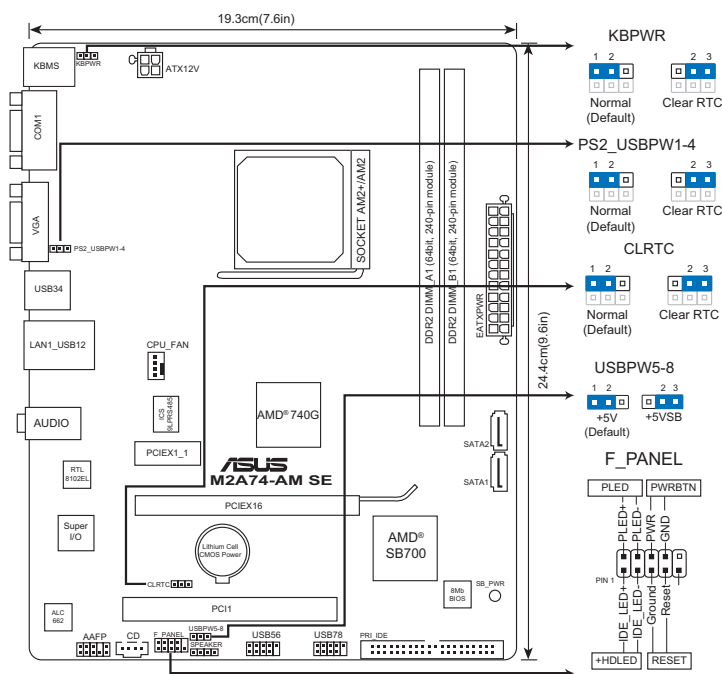 19.3cm(7.6in)
KBMS
KBPWR
ATX12V
COM1
VGA
PS2_USBPW1-4
USB34
LAN1_USB12
CPU_FAN
ICS
9LPRS485
AUDIO
PCIEX1_1
RTL
8102EL
Super
I/O
ALC
662
SOCKET AM2+/AM2
DDR2 DIMM_A1 (64bit, 240-pin module)
DDR2 DIMM_B1 (64bit, 240-pin module)
EATXPWR
24.4cm(9.6in)
AMD® 740G
ASUS
M2A74-AM SE
SATA2
SATA1
PCIEX16
Lithium Cell
CMOS Power
AMD®
SB700
CLRTC
8Mb
BIOS
SB_PWR
PCI1
AAFP
CD
F_PANEL
USBPW5-8
SPEAKER
USB56
USB78
PRI_IDE
KBPWR
1 2
2 3
Normal
(Default)
Clear RTC
PS2_USBPW1-4
1 2
2 3
Normal
(Default)
Clear RTC
CLRTC
1 2
2 3
Normal
(Default)
Clear RTC
USBPW5-8
1 2
2 3
+5V
(Default)
+5VSB
F_PANEL
PLED
PWRBTN
PLED+
PLED-
PWR
GND
PIN 1
IDE_LED+
IDE_LED-
Ground
Reset
+HDLED
RESET